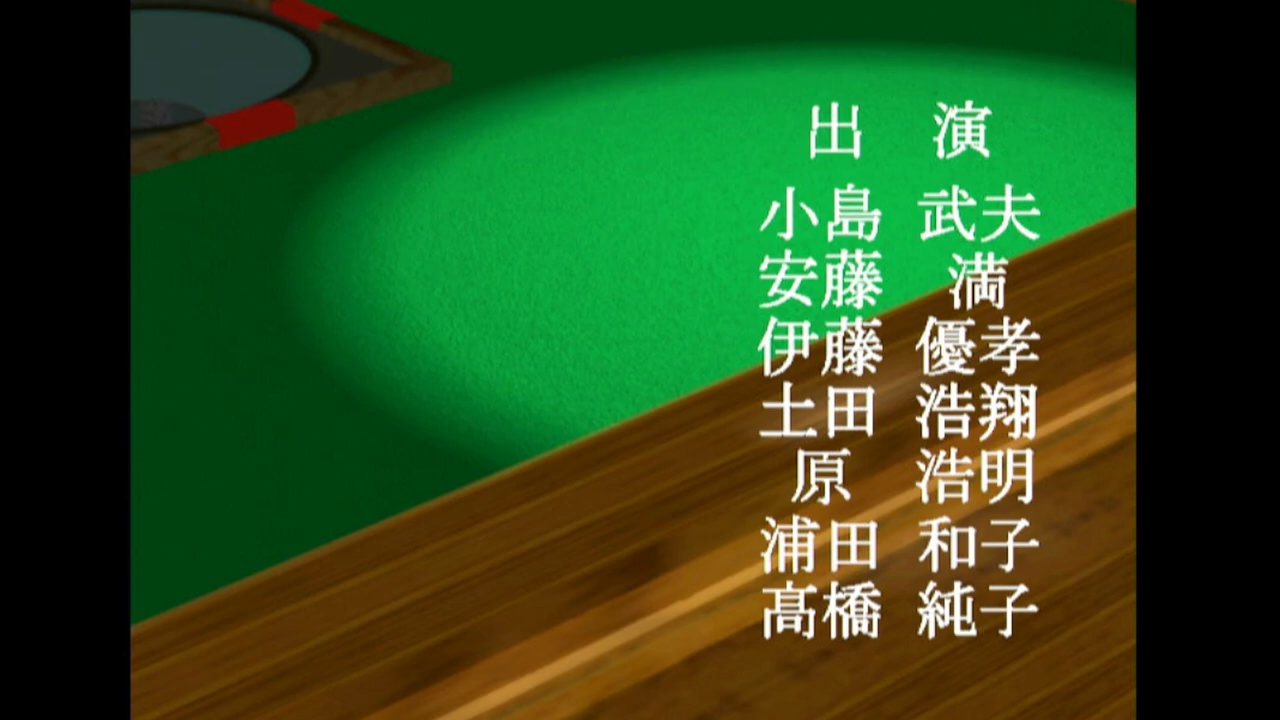 出 演
小島 武夫
安藤 満
伊藤 優孝
土田 浩翔
原 浩明
浦田 和子
髙橋 純子